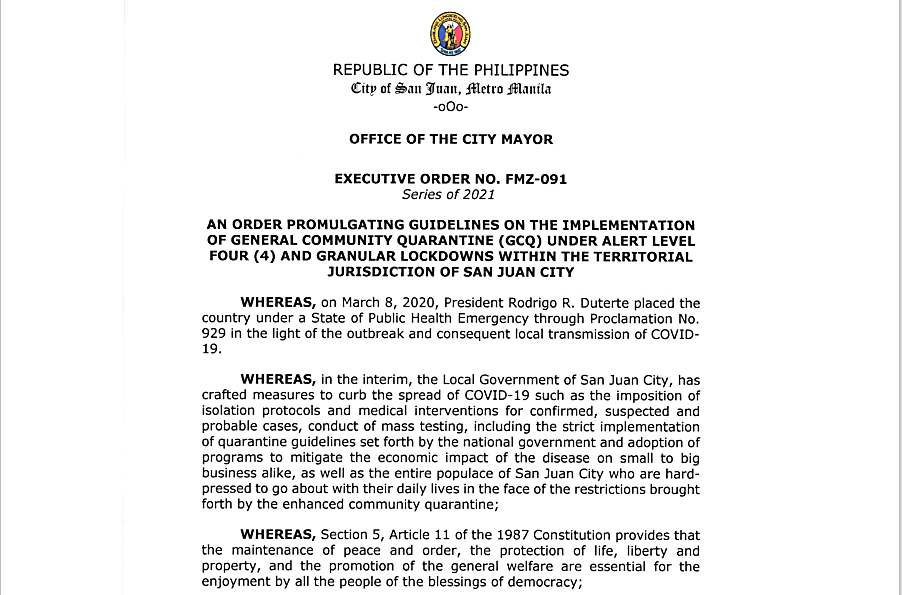 REPUBLIC OF THE PHILIPPINES
City of San Juan, Metro Manila
-oOo-
OFFICE OF THE CITY MAYOR
EXECUTIVE ORDER NO. FMZ-091
Series of 2021
AN ORDER PROMULGATING GUIDELINES ON THE IMPLEMENTATION
OF GENERAL COMMUNITY QUARANTINE (GCQ) UNDER ALERT LEVEL
FOUR (4) AND GRANULAR LOCKDOWNS WITHIN THE TERRITORIAL
JURISDICTION OF SAN JUAN CITY
WHEREAS, on March 8, 2020, President Rodrigo R. Duterte placed the
country under a State of Public Health Emergency through Proclamation No.
929 in the light of the outbreak and consequent local transmission of COVID-
19.
WHEREAS, in the interim, the Local Government of San Juan City, has
crafted measures to curb the spread of COVID-19 such as the imposition of
isolation protocols and medical interventions for confirmed, suspected and
probable cases, conduct of mass testing, including the strict implementation
of quarantine guidelines set forth by the national government and adoption of
programs to mitigate the economic impact of the disease on small to big
business alike, as well as the entire populace of San Juan City who are hard-
pressed to go about with their daily lives in the face of the restrictions brought
forth by the enhanced community quarantine;
WHEREAS, Section 5, Article 11 of the 1987 Constitution provides that
the maintenance of peace and order, the protection of life, liberty and
property, and the promotion of the general welfare are essential for the
enjoyment by all the people of the blessings of democracy;